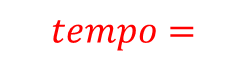 tempo =